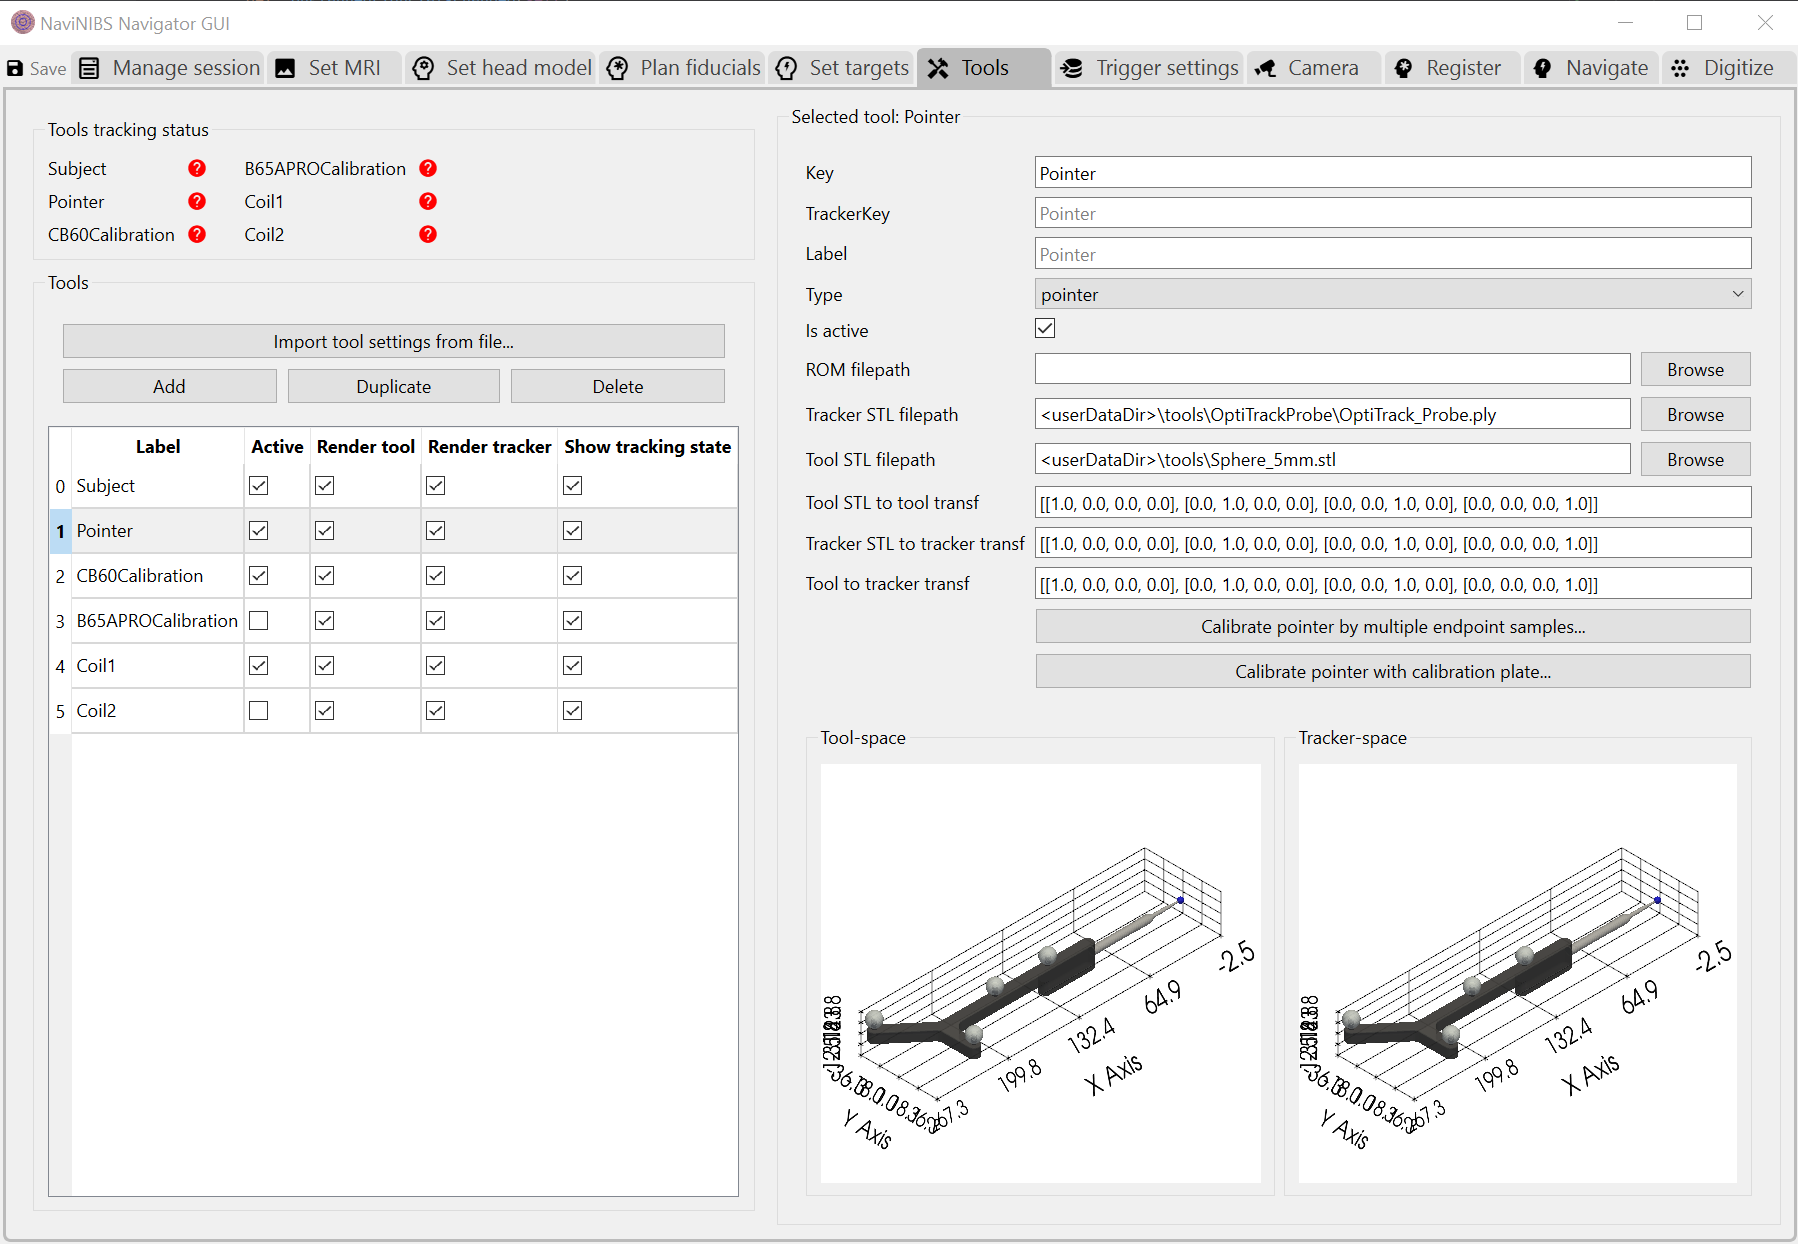 NaviNIBS Navigator GUI
Save
Manage session
Set MRI
Set head model
Plan fiducials
Set targets
Tools
Trigger settings
Camera
Register
Navigate
Digitize
Tools tracking status
Subject
B65APROCalibration
Pointer
Coil1
CB60Calibration
Coil2
Tools
Import tool settings from file...
Add
Duplicate
Delete
Label Active Render tool Render tracker Show tracking state
0 Subject
1 Pointer
2 CB60Calibration
3 B65APROCalibration
4 Coil1
5 Coil2
Selected tool: Pointer
Key Pointer
TrackerKey Pointer
Label Pointer
Type pointer
Is active
ROM filepath Browse
Tracker STL filepath <userDataDir>\tools\OptiTrackProbe\OptiTrack_Probe.ply Browse
Tool STL filepath <userDataDir>\tools\Sphere_5mm.stl Browse
Tool STL to tool transf [[1.0, 0.0, 0.0, 0.0], [0.0, 1.0, 0.0, 0.0], [0.0, 0.0, 1.0, 0.0], [0.0, 0.0, 0.0, 1.0]]
Tracker STL to tracker transf [[1.0, 0.0, 0.0, 0.0], [0.0, 1.0, 0.0, 0.0], [0.0, 0.0, 1.0, 0.0], [0.0, 0.0, 0.0, 1.0]]
Tool to tracker transf [[1.0, 0.0, 0.0, 0.0], [0.0, 1.0, 0.0, 0.0], [0.0, 0.0, 1.0, 0.0], [0.0, 0.0, 0.0, 1.0]]
Calibrate pointer by multiple endpoint samples...
Calibrate pointer with calibration plate...
Tool-space
-2.5
64.9
132.4
199.8
X Axis
Y Axis
Tracker-space
-2.5
64.9
132.4
199.8
X Axis
Y Axis